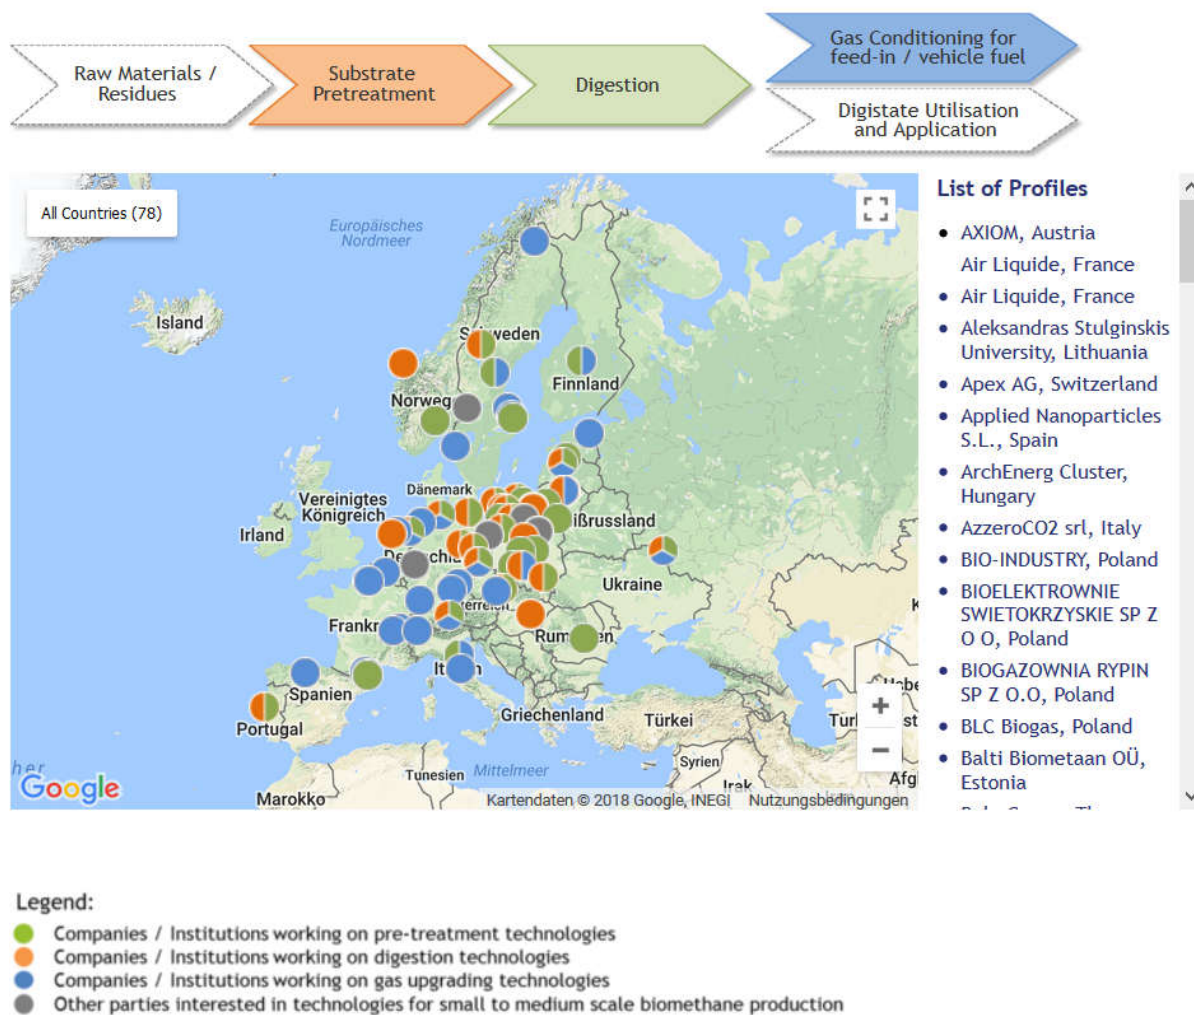 Raw Materials /
Residues
Substrate
Pretreatment
Digestion
Gas Conditioning for
feed-in / vehicle fuel
Digistate Utilisation
and Application
All Countries (78)
Europäisches
Nordmeer
Island
Finnland
Dänemark
Vereinigtes
Königreich
Irland
Ukraine
Spanien
Portugal
Griechenland
Türkei
Syrien
Irak
Tunesien
Mittelmeer
Marokko
Google
Kartendaten © 2018 Google, INEGI
Nutzungsbedingungen
List of Profiles
AXIOM, Austria
Air Liquide, France
Air Liquide, France
Aleksandras Stulginskis
University, Lithuania
Apex AG, Switzerland
Applied Nanoparticles
S.L., Spain
ArchEnerg Cluster,
Hungary
AzzeroCO2 srl, Italy
BIO-INDUSTRY, Poland
BIOELEKTROWNIE
SWIETOKRZYSKIE SP Z
O O, Poland
BIOGAZOWNIA RYPIN
SP Z O.O, Poland
BLC Biogas, Poland
Balti Biometaan OÜ,
Estonia
Legend:
Companies / Institutions working on pre-treatment technologies
Companies / Institutions working on digestion technologies
Companies / Institutions working on gas upgrading technologies
Other parties interested in technologies for small to medium scale biomethane production